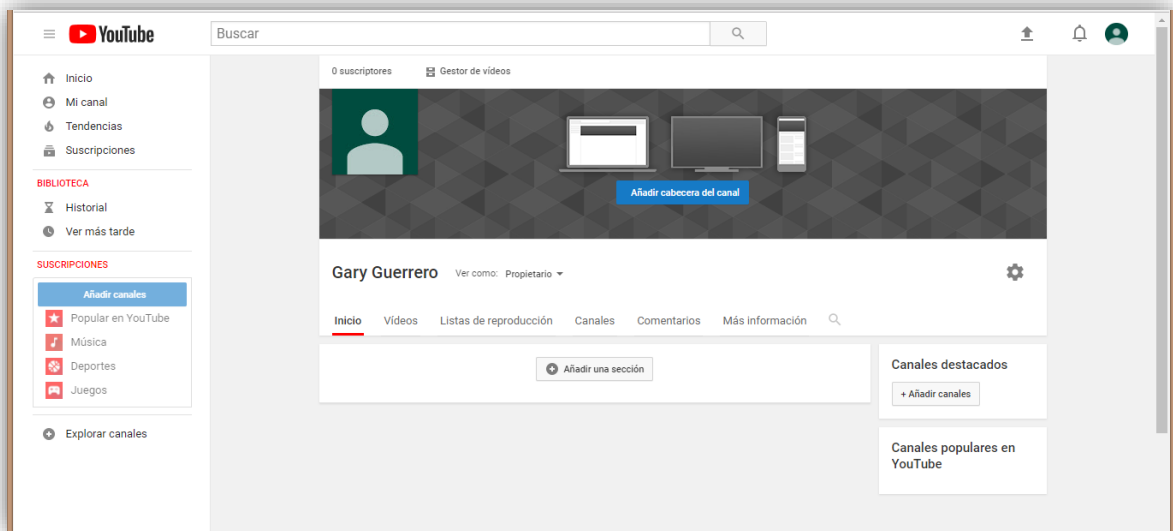 YouTube
Buscar
Inicio
Mi canal
Tendencias
Suscripciones
BIBLIOTECA
Historial
Ver más tarde
SUSCRIPCIONES
Añadir canales
Popular en YouTube
Música
Deportes
Juegos
Explorar canales
0 suscriptores Gestor de vídeos
Añadir cabecera del canal
Gary Guerrero Ver como: Propietario
Inicio Vídeos Listas de reproducción Canales Comentarios Más información
Añadir una sección
Canales destacados
+ Añadir canales
Canales populares en
YouTube